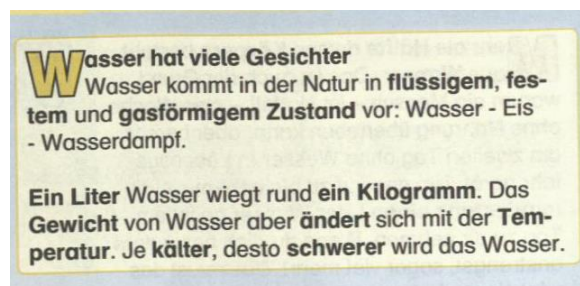 Wasser hat viele Gesichter
Wasser kommt in der Natur in flüssigem, fes-
tem und gasförmigem Zustand vor: Wasser - Eis
- Wasserdampf.
Ein Liter Wasser wiegt rund ein Kilogramm. Das
Gewicht von Wasser aber ändert sich mit der Tem-
peratur. Je kälter, desto schwerer wird das Wasser.